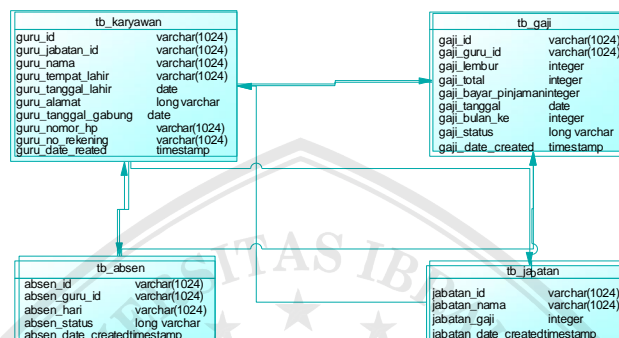 tb_karyawan
guru_id varchar(1024)
guru_jabatan_id varchar(1024)
guru_nama varchar(1024)
guru_tempat_lahir varchar(1024)
guru_tanggal_lahir date
guru_alamat long varchar
guru_tanggal_gabung date
guru_nomor_hp varchar(1024)
guru_no_rekening varchar(1024)
guru_date_reated timestamp
tb_gaji
gaji_id varchar(1024)
gaji_guru_id varchar(1024)
gaji_lembur integer
gaji_total integer
gaji_bayar_pinjamaninteger
gaji_tanggal date
gaji_bulan_ke integer
gaji_status long varchar
gaji_date_created timestamp
tb_absen
absen_id varchar(1024)
absen_guru_id varchar(1024)
absen_hari varchar(1024)
absen_status long varchar
absen_date_createdtimestamp
tb_jabatan
jabatan_id varchar(1024)
jabatan_nama varchar(1024)
jabatan_gaji integer
jabatan_date_createdtimestamp